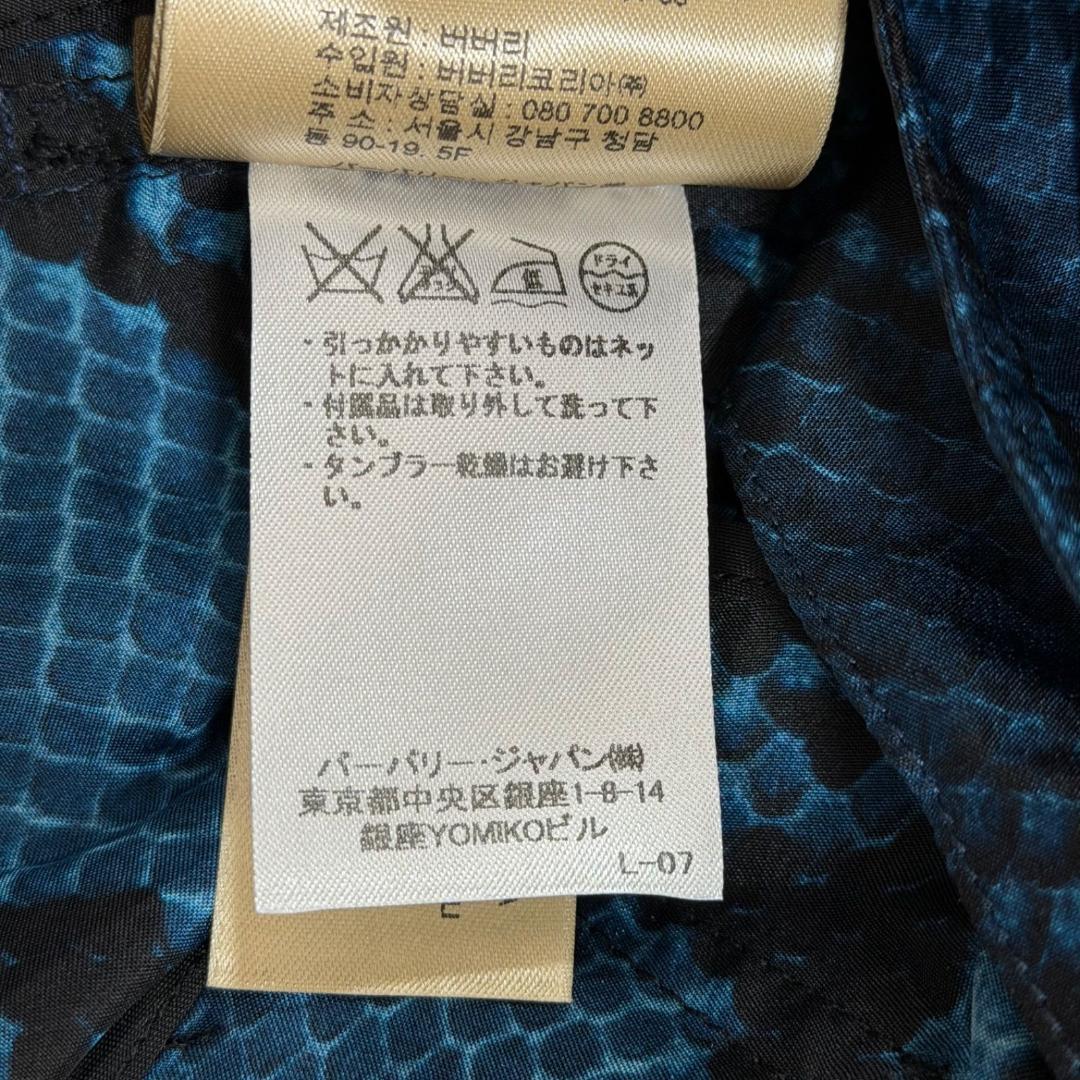 제조원 : 버버리
수입원 : 버버리코리아㈜
소비자상담실 : 080 700 8800
주 소 : 서울시 강남구 청담
동 90-19. 5F
低
ドライ
セキユ系
・引っかかりやすいものはネッ
トに入れて下さい。
・付属品は取り外して洗って下
さい。
・タンブラー乾燥はお避け下さ
い。
バーバリー・ジャパン㈱
東京都中央区銀座1-8-14
銀座YOMIKOビル
L-07